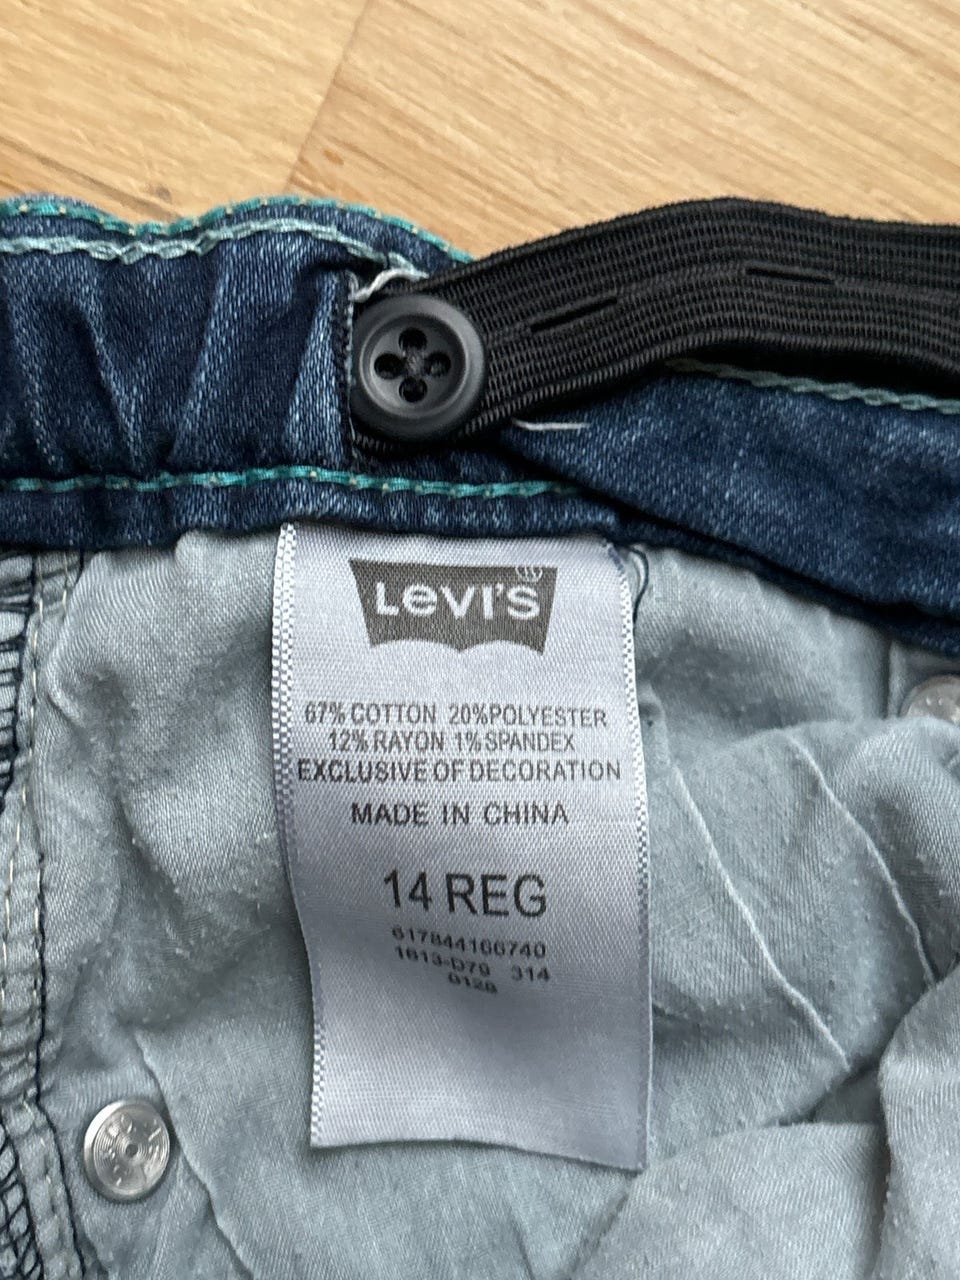 LEVI'S
67% COTTON 20%POLYESTER
12% RAYON 1% SPANDEX
EXCLUSIVE OF DECORATION
MADE IN CHINA
14 REG
617844166740
1613-D79 314
0128